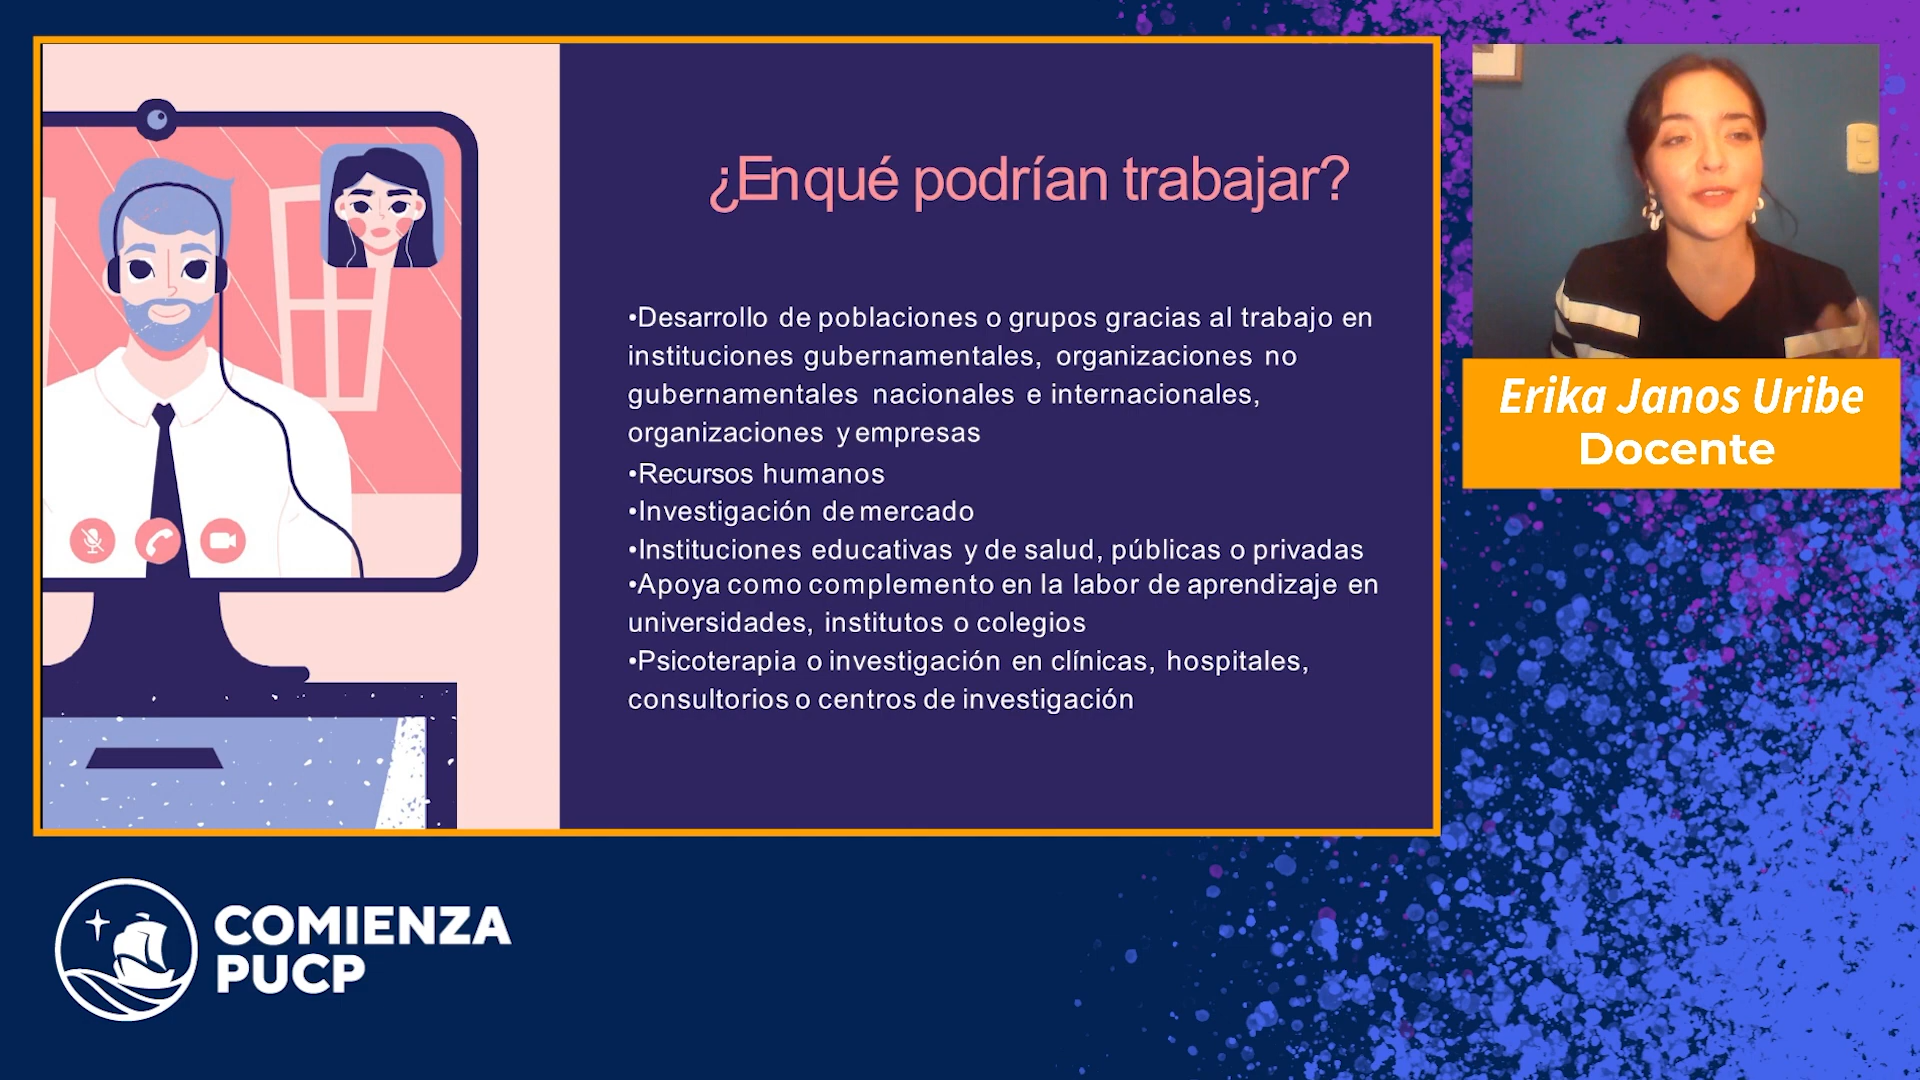 ¿En qué podrían trabajar?
•Desarrollo de poblaciones o grupos gracias al trabajo en
instituciones gubernamentales, organizaciones no
gubernamentales nacionales e internacionales,
organizaciones y empresas
•Recursos humanos
•Investigación de mercado
•Instituciones educativas y de salud, públicas o privadas
•Apoya como complemento en la labor de aprendizaje en
universidades, institutos o colegios
•Psicoterapia o investigación en clínicas, hospitales,
consultorios o centros de investigación
Erika Janos Uribe
Docente
COMIENZA
PUCP